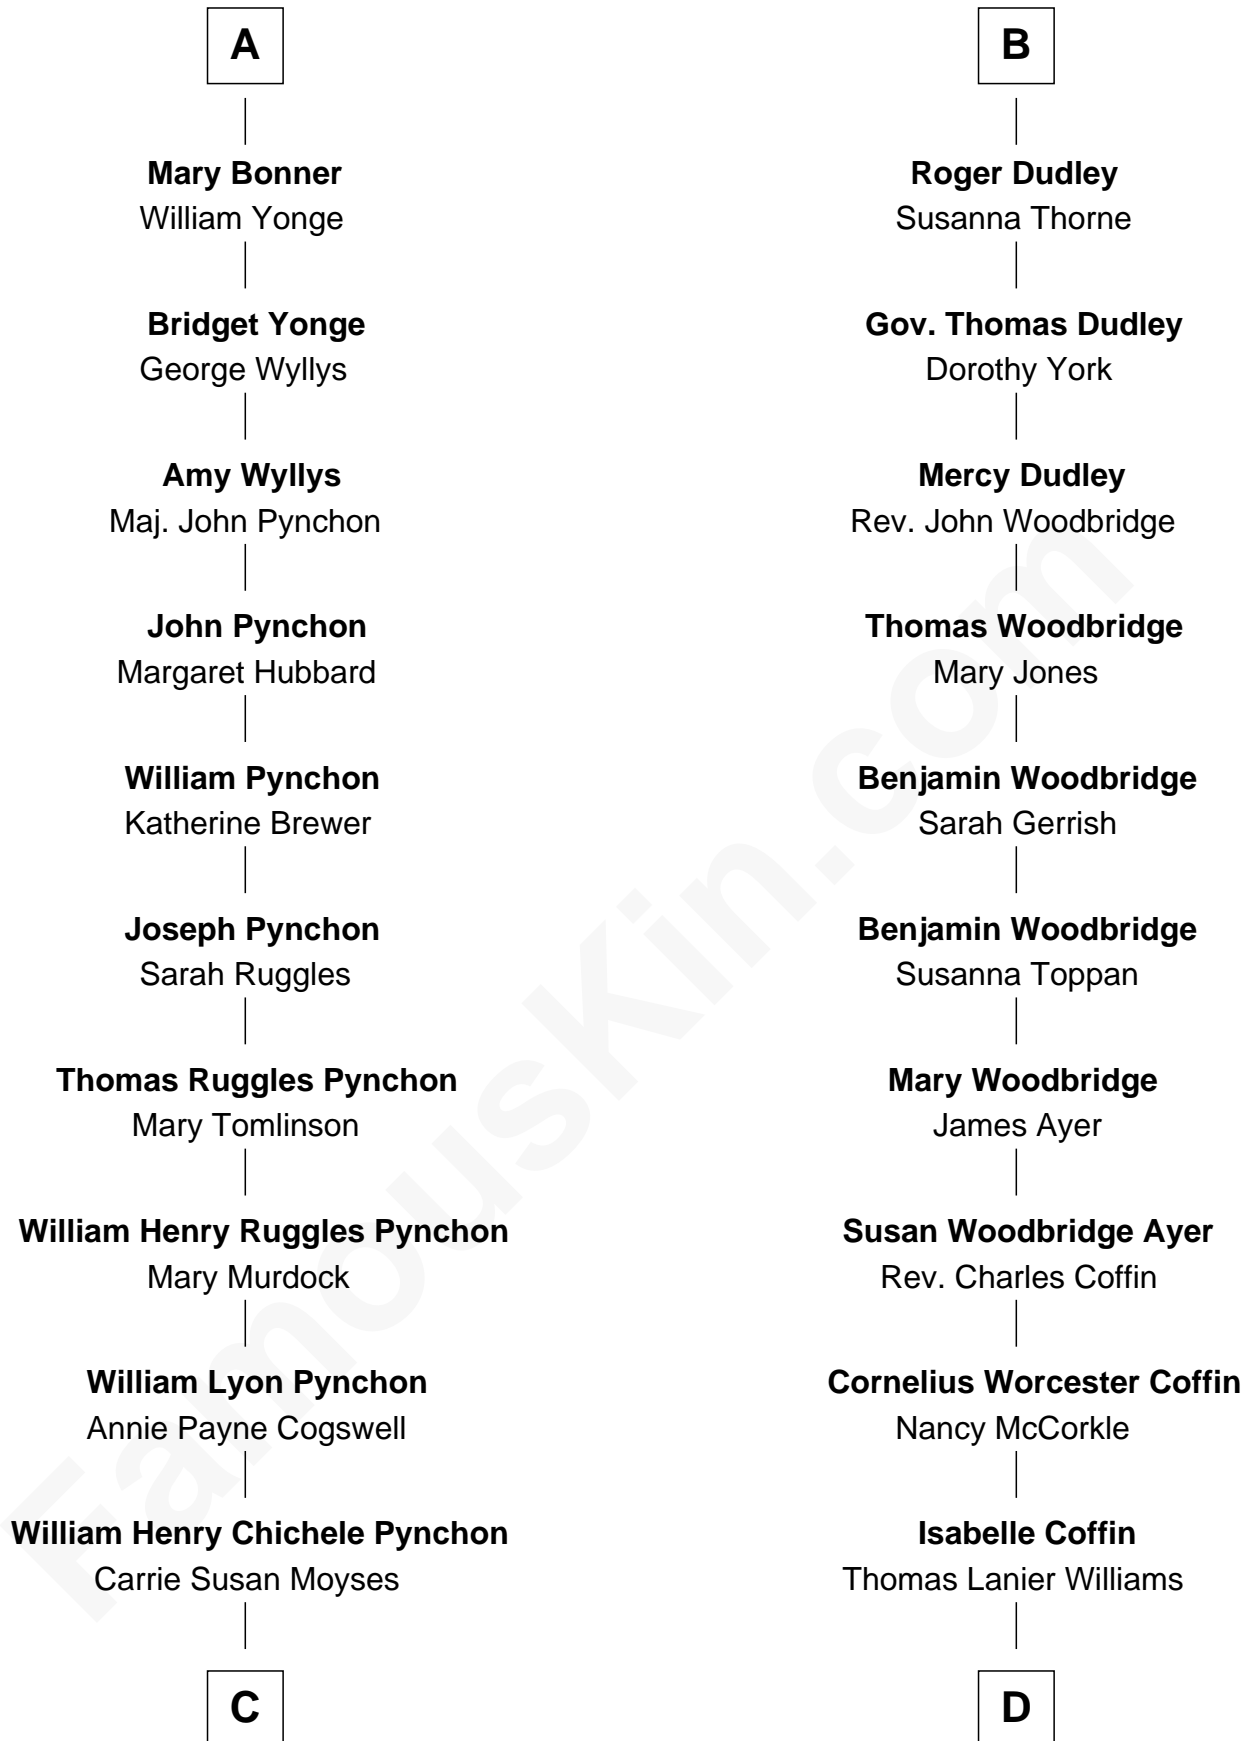 A
Mary Bonner
William Yonge
Bridget Yonge
George Wyllys
Amy Wyllys
Maj. John Pynchon
John Pynchon
Margaret Hubbard
William Pynchon
Katherine Brewer
Joseph Pynchon
Sarah Ruggles
Thomas Ruggles Pynchon
Mary Tomlinson
William Henry Ruggles Pynchon
Mary Murdock
William Lyon Pynchon
Annie Payne Cogswell
William Henry Chichele Pynchon
Carrie Susan Moyses
C
B
Roger Dudley
Susanna Thorne
Gov. Thomas Dudley
Dorothy York
Mercy Dudley
Rev. John Woodbridge
Thomas Woodbridge
Mary Jones
Benjamin Woodbridge
Sarah Gerrish
Benjamin Woodbridge
Susanna Toppan
Mary Woodbridge
James Ayer
Susan Woodbridge Ayer
Rev. Charles Coffin
Cornelius Worcester Coffin
Nancy McCorkle
Isabelle Coffin
Thomas Lanier Williams
D
FamousKin.com